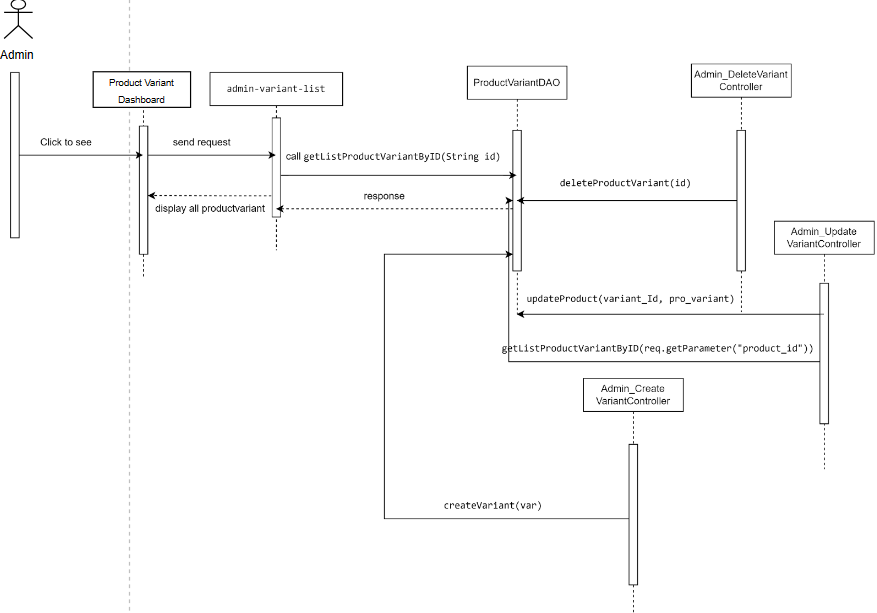 Admin
Product Variant
Dashboard
admin-variant-list
ProductVariantDAO
Admin_DeleteVariant
Controller
Click to see
send request
call getListProductVariantByID(String id)
deleteProductVariant(id)
response
display all productvariant
Admin_Update
VariantController
updateProduct(variant_Id, pro_variant)
getListProductVariantByID(req.getParameter("product_id"))
Admin_Create
VariantController
createVariant(var)